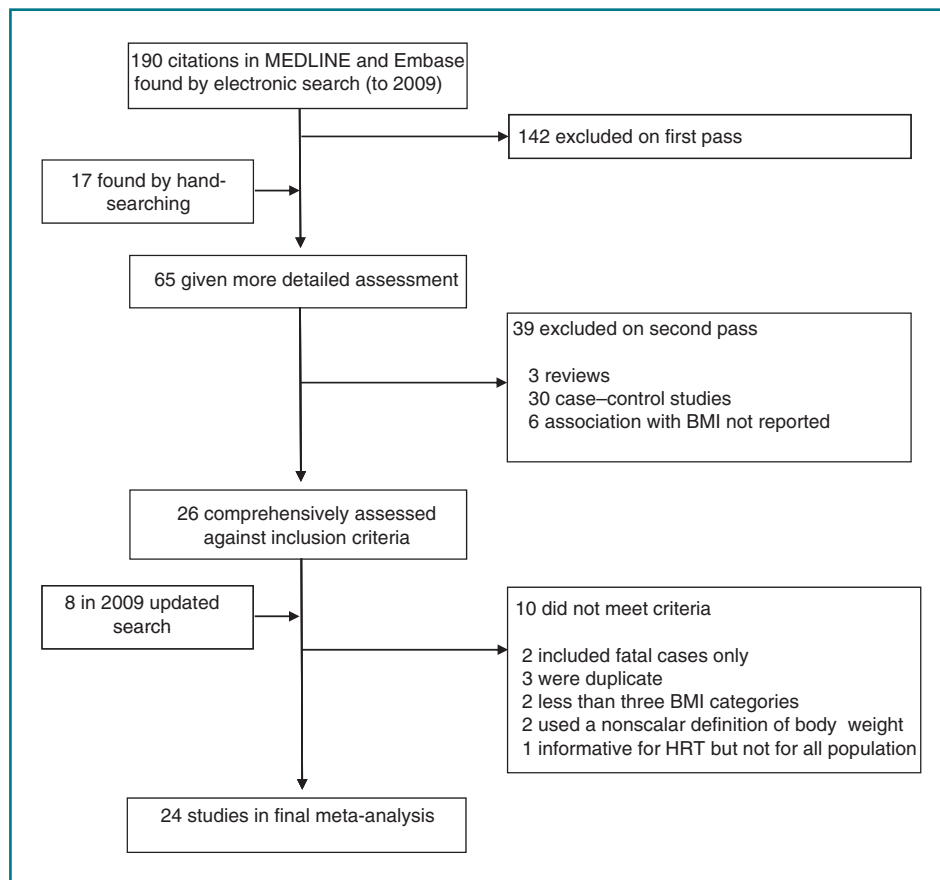 190 citations in MEDLINE and Embase
found by electronic search (to 2009)
142 excluded on first pass
17 found by hand-
searching
65 given more detailed assessment
39 excluded on second pass
3 reviews
30 case–control studies
6 association with BMI not reported
26 comprehensively assessed
against inclusion criteria
8 in 2009 updated
search
10 did not meet criteria
2 included fatal cases only
3 were duplicate
2 less than three BMI categories
2 used a nonscalar definition of body weight
1 informative for HRT but not for all population
24 studies in final meta-analysis